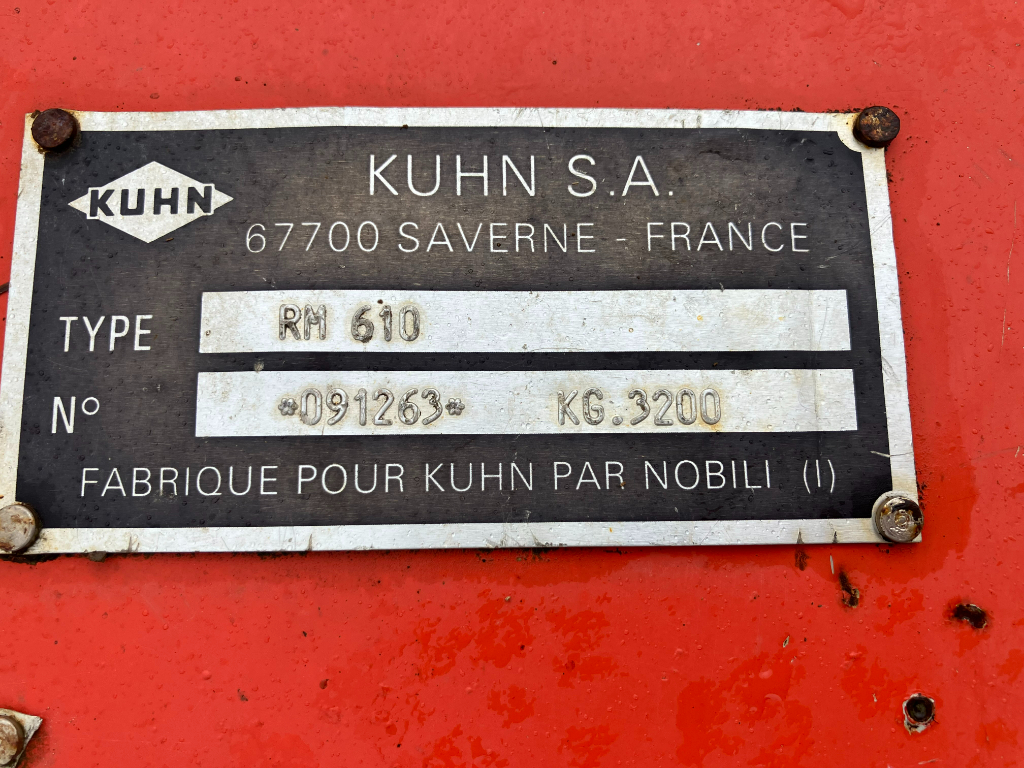 KUHN
KUHN S.A.
67700 SAVERNE - FRANCE
TYPE RM 610
N° *091263* KG.3200
FABRIQUE POUR KUHN PAR NOBILI (I)